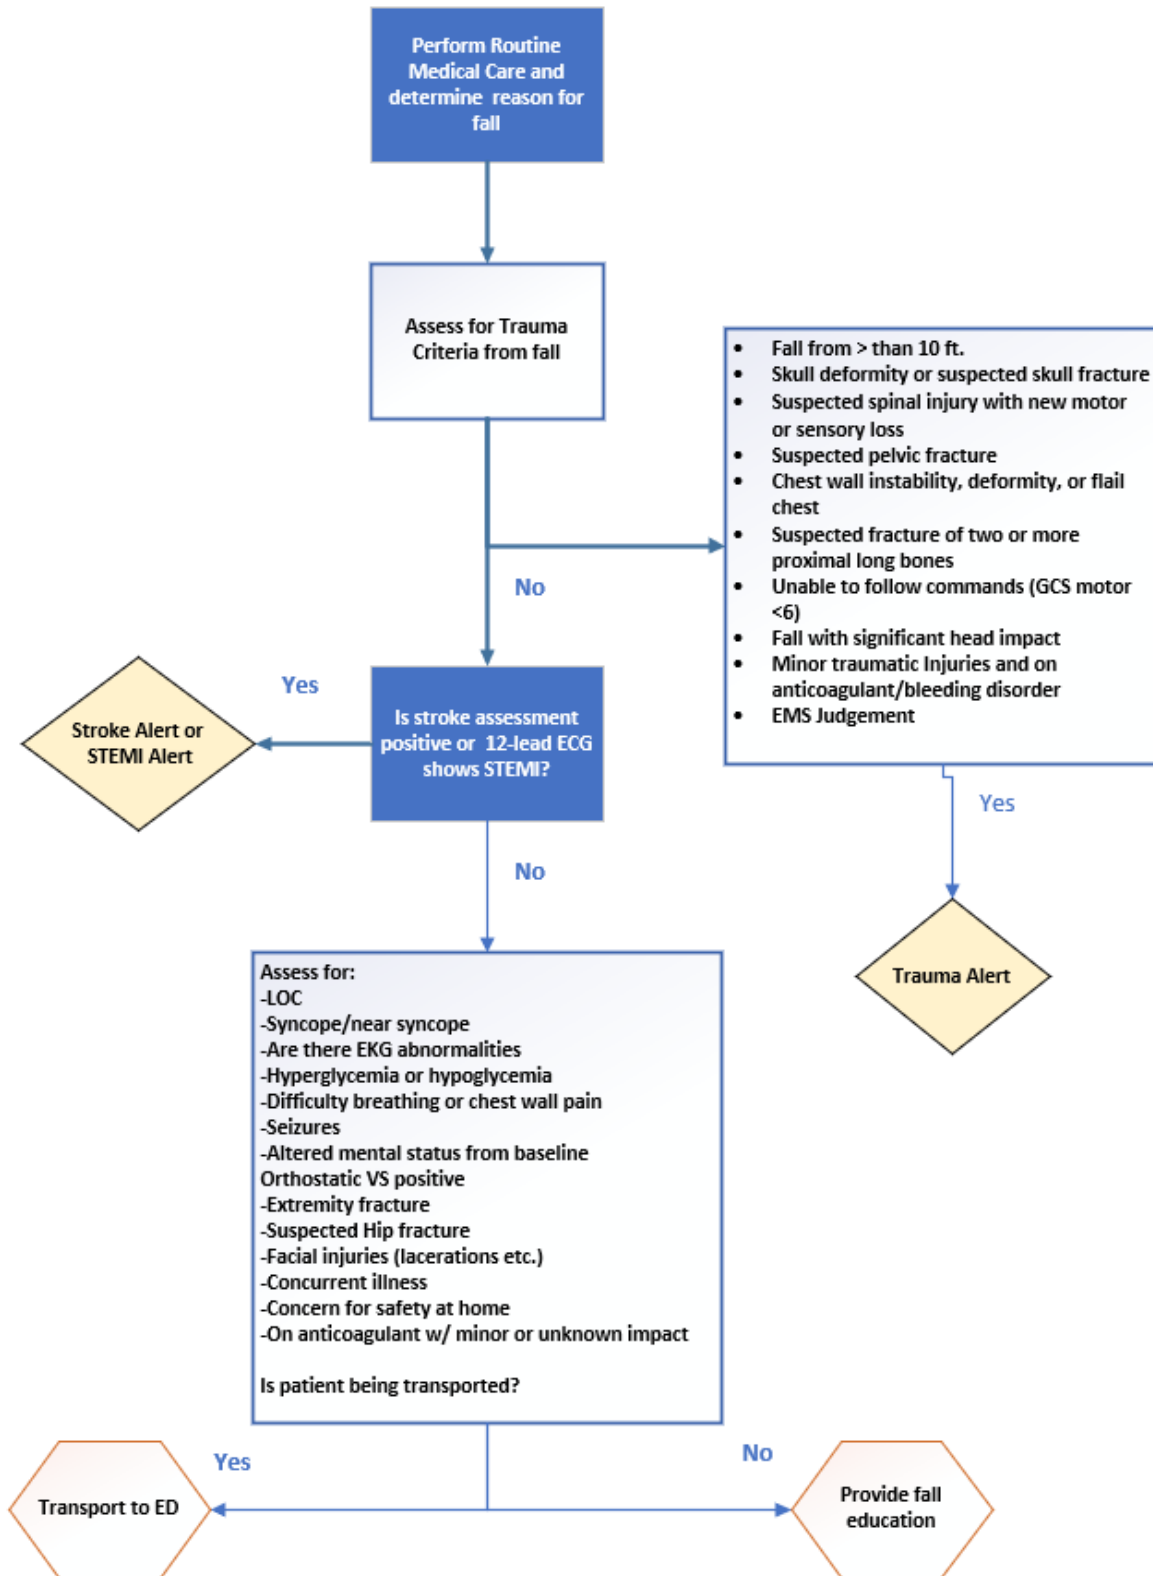 Perform Routine
Medical Care and
determine reason for
fall
Assess for Trauma
Criteria from fall
• Fall from > than 10 ft.
• Skull deformity or suspected skull fracture
• Suspected spinal injury with new motor
or sensory loss
• Suspected pelvic fracture
• Chest wall instability, deformity, or flail
chest
• Suspected fracture of two or more
proximal long bones
• Unable to follow commands (GCS motor
<6)
• Fall with significant head impact
• Minor traumatic Injuries and on
anticoagulant/bleeding disorder
• EMS Judgement
No
Yes
Stroke Alert or
STEMI Alert
Is stroke assessment
positive or 12-lead ECG
shows STEMI?
Yes
No
Trauma Alert
Assess for:
-LOC
-Syncope/near syncope
-Are there EKG abnormalities
-Hyperglycemia or hypoglycemia
-Difficulty breathing or chest wall pain
-Seizures
-Altered mental status from baseline
Orthostatic VS positive
-Extremity fracture
-Suspected Hip fracture
-Facial injuries (lacerations etc.)
-Concurrent illness
-Concern for safety at home
-On anticoagulant w/ minor or unknown impact
Is patient being transported?
Yes
No
Transport to ED
Provide fall
education